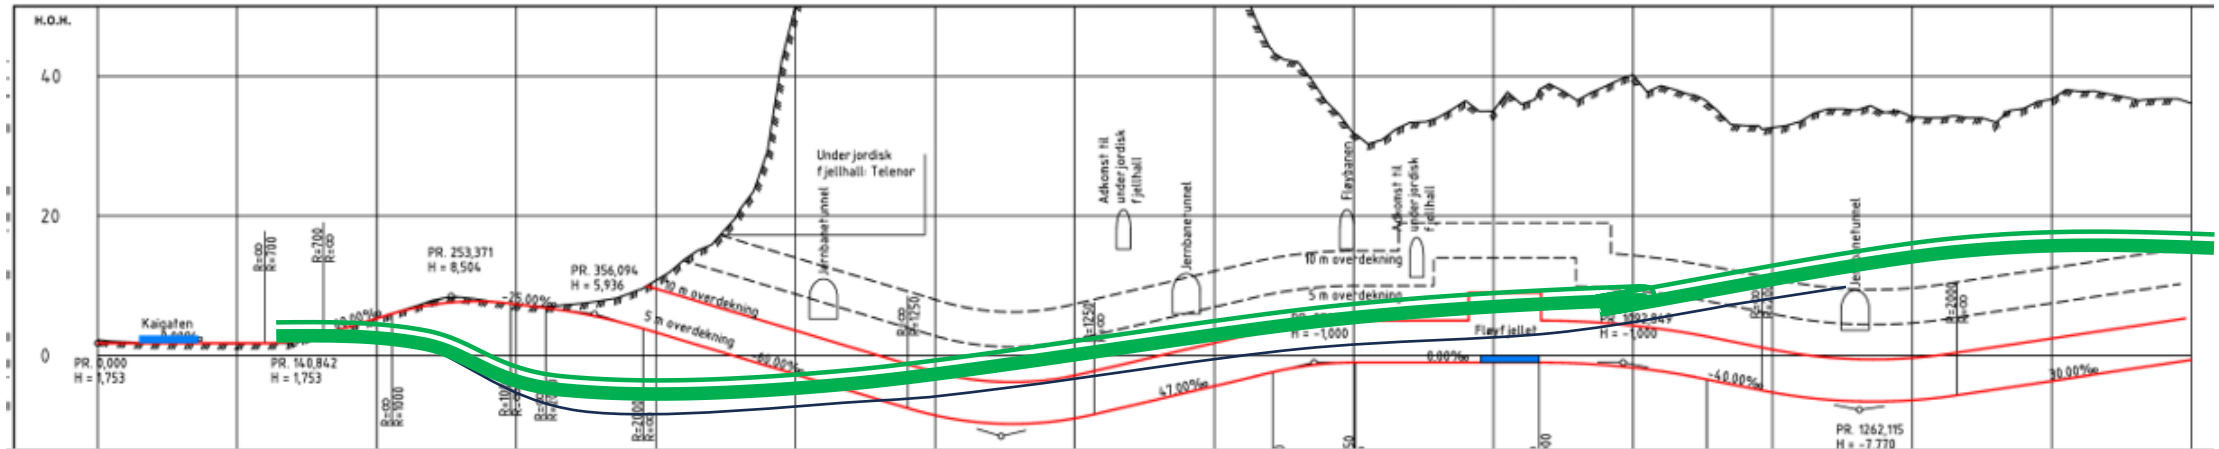 H.O.H.
40
20
0
Kaigaten
PR. 0,000
H = 1,753
PR. 140,842
H = 1,753
R=∞
R=700
R=700
R=∞
PR. 253,371
H = 8,504
-25.00‰
PR. 356,094
H = 5,936
R=∞
R=1000
R=2000
R=∞
10 m overdekning
5 m overdekning
-60.00‰
Underjordisk
fjellhall: Telenor
Jernbanetunnel
R=∞
R=1250
R=1250
R=∞
Adkomst til
underjordisk
fjellhall
Jernbanetunnel
47.00‰
Fløybanen
Adkomst til
underjordisk
fjellhall
10 m overdekning
5 m overdekning
H = -1,000
Fløyfjellet
0.00‰
H = -1,000
-40.00‰
PR. 1262,115
H = -7.770
R=2000
R=∞
30.00‰